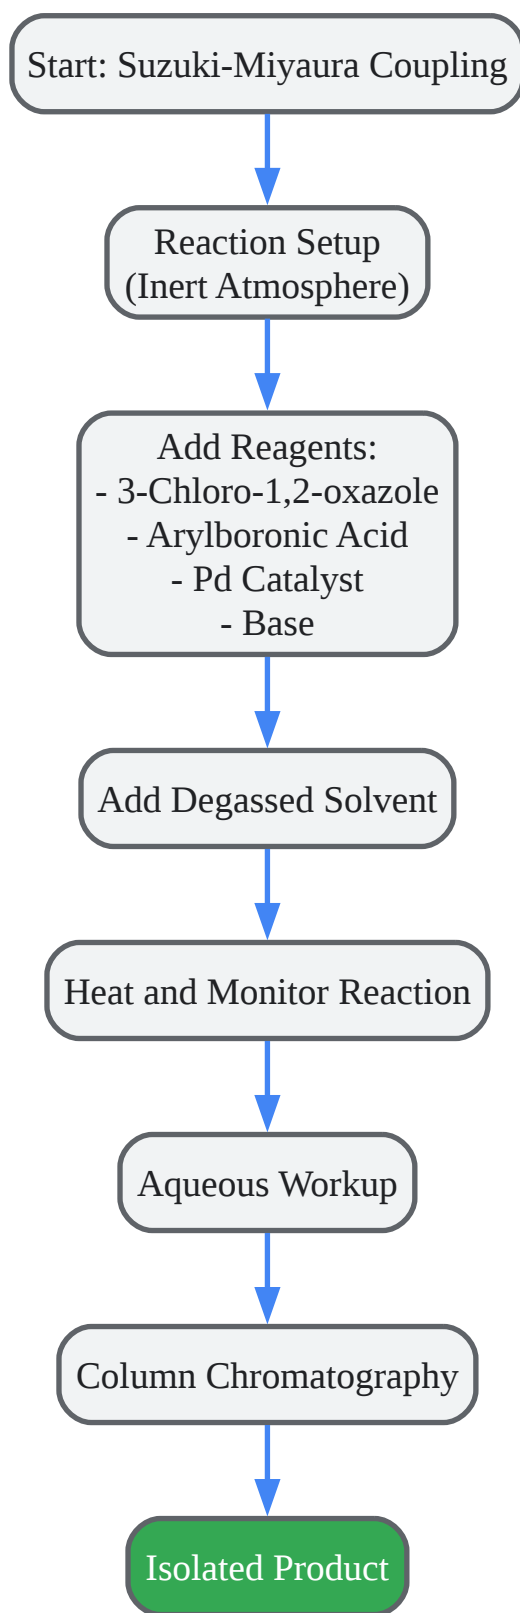 Start: Suzuki-Miyaura Coupling
Reaction Setup
(Inert Atmosphere)
Add Reagents:
- 3-Chloro-1,2-oxazole
- Arylboronic Acid
- Pd Catalyst
- Base
Add Degassed Solvent
Heat and Monitor Reaction
Aqueous Workup
Column Chromatography
Isolated Product